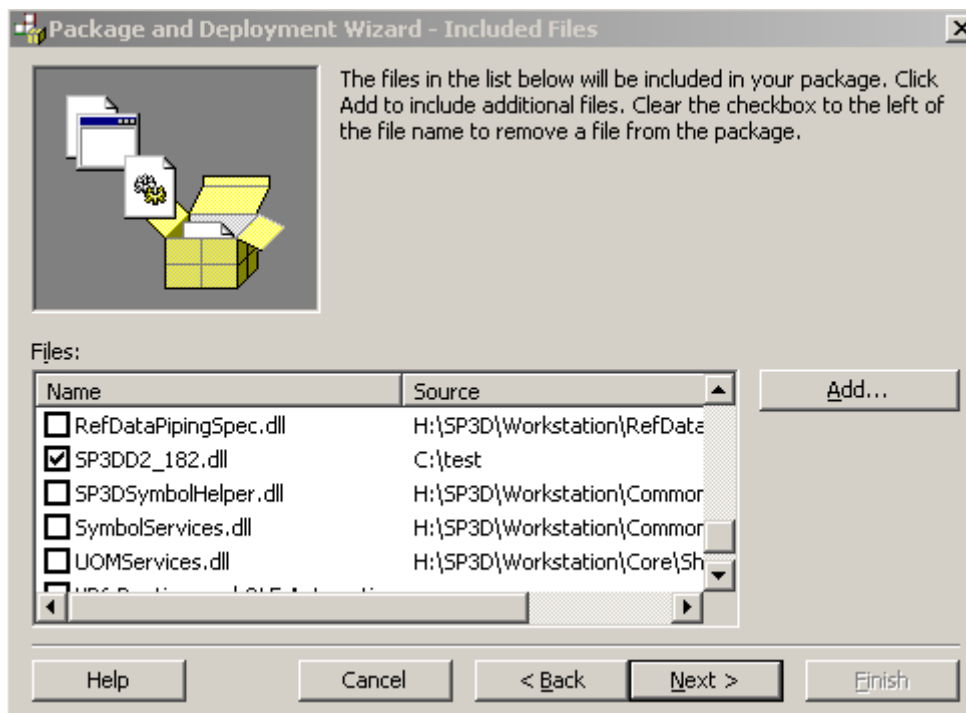 Package and Deployment Wizard - Included Files
The files in the list below will be included in your package. Click
Add to include additional files. Clear the checkbox to the left of
the file name to remove a file from the package.
Files:
Name Source
Add...
RefDataPipingSpec.dll H:\SP3D\Workstation\RefData
SP3DD2_182.dll C:\test
SP3DSymbolHelper.dll H:\SP3D\Workstation\Common
SymbolServices.dll H:\SP3D\Workstation\Common
UOMServices.dll H:\SP3D\Workstation\Core\Sh
Help Cancel < Back Next > Finish